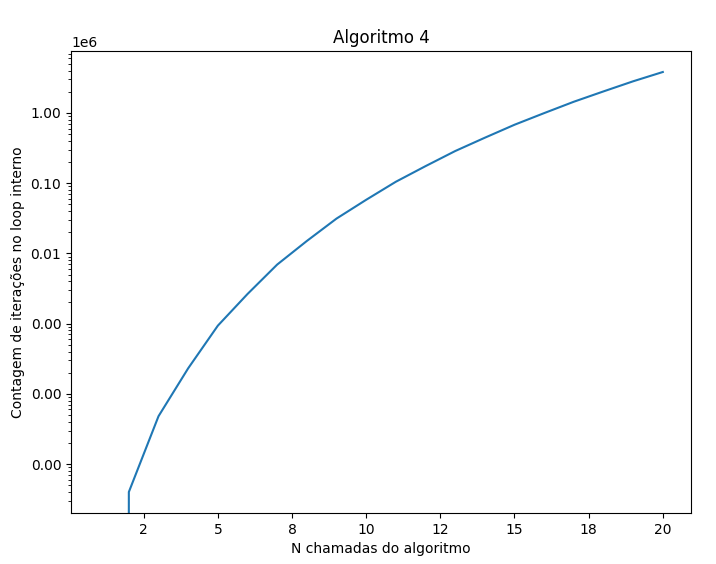 Algoritmo 4
1e6
1.00
0.10
0.01
0.00
0.00
0.00
Contagem de iterações no loop interno
2 5 8 10 12 15 18 20
N chamadas do algoritmo